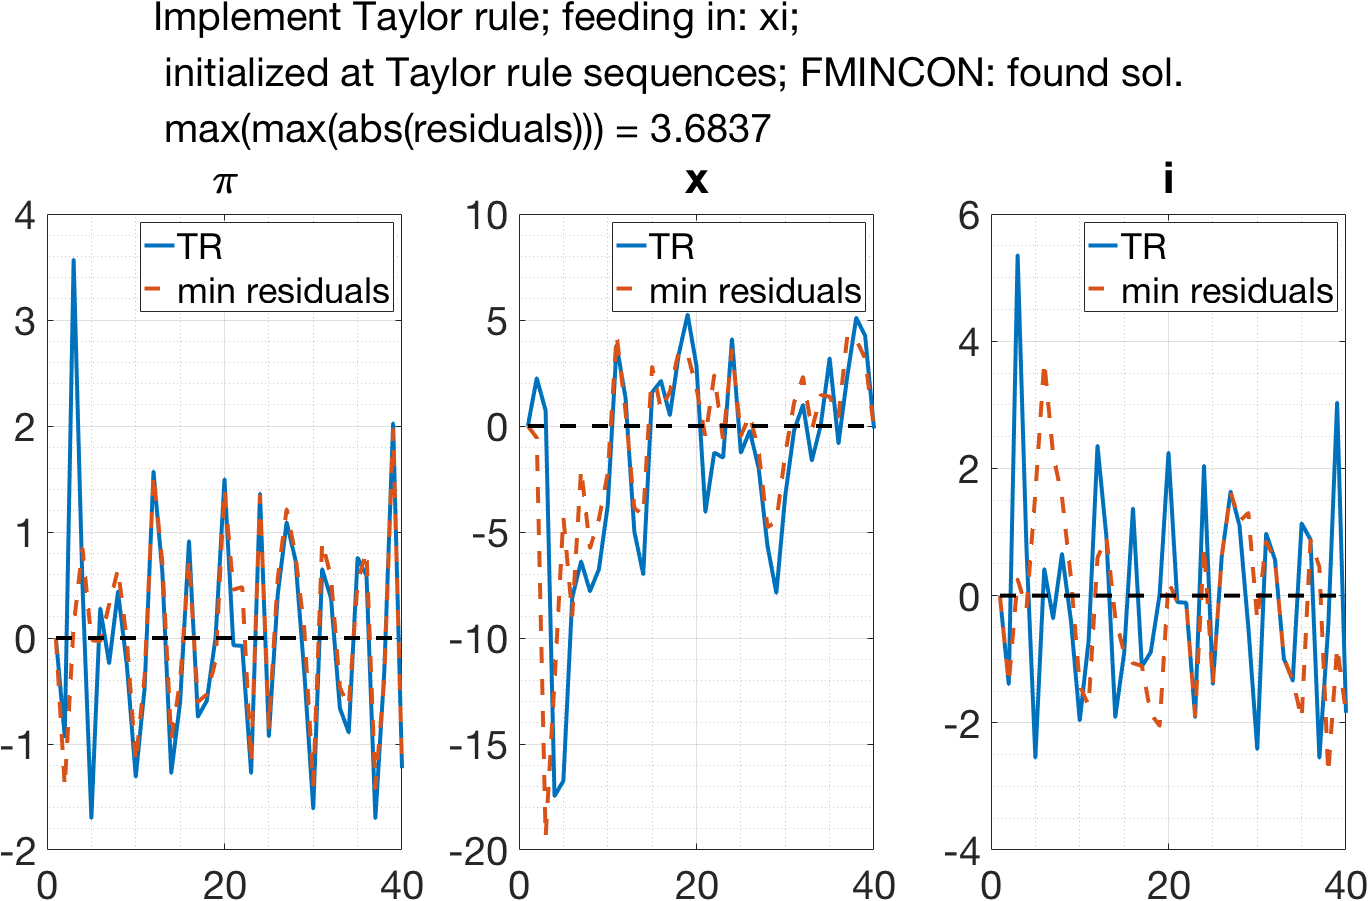 Implement Taylor rule; feeding in: xi;
initialized at Taylor rule sequences; FMINCON: found sol.
max(max(abs(residuals))) = 3.6837
π
TR
min residuals
4
3
2
1
0
-1
-2
0
20
40
x
TR
min residuals
10
5
0
-5
-10
-15
-20
0
20
40
i
TR
min residuals
6
4
2
0
-2
-4
0
20
40